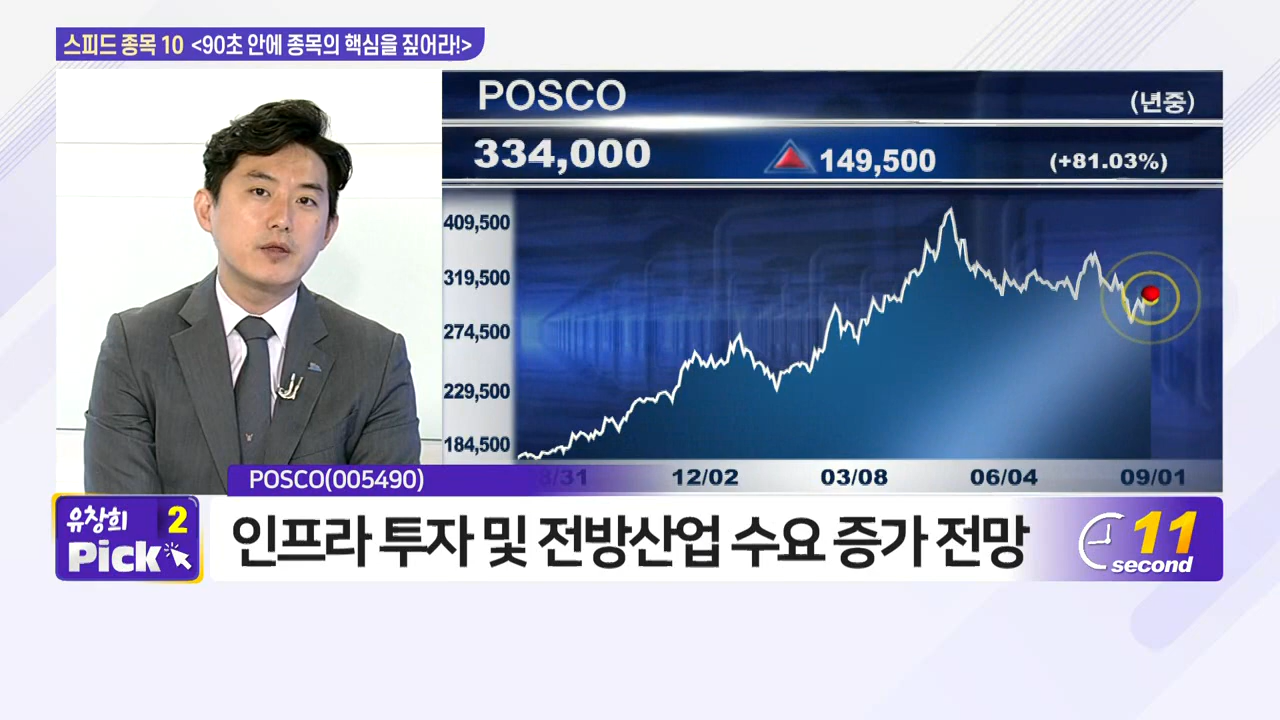 스피드 종목 10 <90초 안에 종목의 핵심을 짚어라!>
POSCO
(년중)
334,000
149,500
(+81.03%)
409,500
319,500
274,500
229,500
184,500
8/31
12/02
03/08
06/04
09/01
POSCO(005490)
유창희 2
Pick
인프라 투자 및 전방산업 수요 증가 전망
11
second